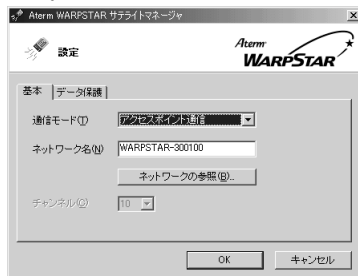 Aterm WARPSTAR サテライトマネージャ
設定
Aterm
WARPSTAR
基本 データ保護
通信モード(T) アクセスポイント通信
ネットワーク名(N) WARPSTAR-300100
ネットワークの参照(B)...
チャンネル(C) 10
OK キャンセル